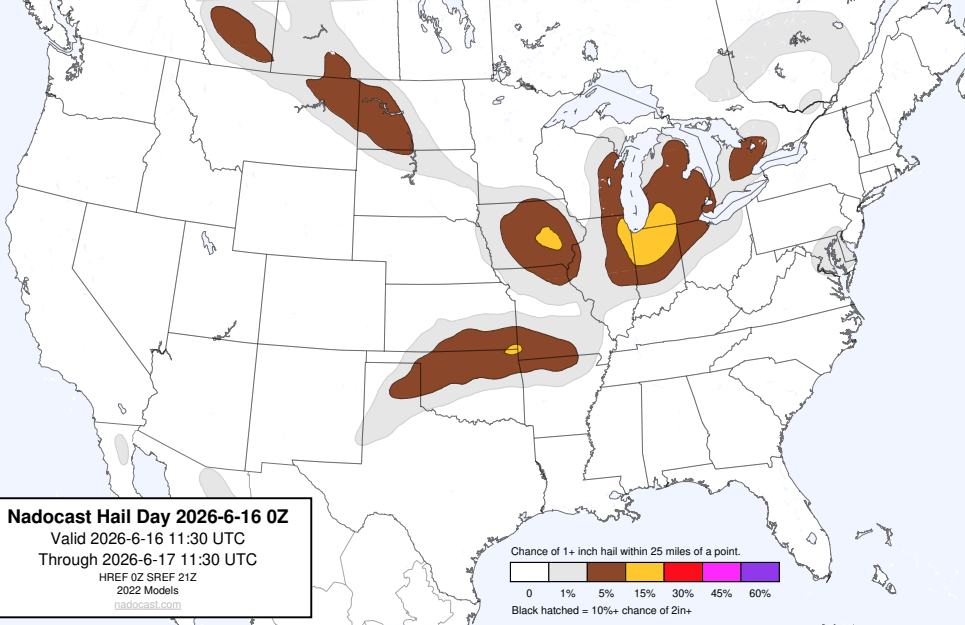 Nadocast Hail Day 2026-6-16 0Z
Valid 2026-6-16 11:30 UTC
Through 2026-6-17 11:30 UTC
HREF 0Z SREF 21Z
2022 Models
nadocast.com
Chance of 1+ inch hail within 25 miles of a point.
0 1% 5% 15% 30% 45% 60%
Black hatched = 10%+ chance of 2in+